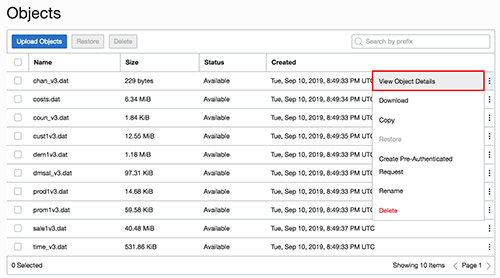 Objects
Upload Objects Restore Delete Search by prefix
Name Size Status Created
chan_v3.dat 229 bytes Available Tue, Sep 10, 2019, 8:49:33 PM UTC
View Object Details
costs.dat 6.34 MiB Available Tue, Sep 10, 2019, 8:49:34 PM UTC
Download
coun_v3.dat 1.84 KiB Available Tue, Sep 10, 2019, 8:49:33 PM UTC
Copy
cust1v3.dat 12.55 MiB Available Tue, Sep 10, 2019, 8:49:35 PM UTC
Restore
dem1v3.dat 1.18 MiB Available Tue, Sep 10, 2019, 8:49:33 PM UTC
Create Pre-Authenticated
Request
dmsal_v3.dat 97.31 KiB Available Tue, Sep 10, 2019, 8:49:33 PM UTC
prod1v3.dat 14.68 KiB Available Tue, Sep 10, 2019, 8:49:33 PM UTC
Rename
prom1v3.dat 59.58 KiB Available Tue, Sep 10, 2019, 8:49:33 PM UTC
Delete
sale1v3.dat 40.48 MiB Available Tue, Sep 10, 2019, 8:49:37 PM UTC
time_v3.dat 531.86 KiB Available Tue, Sep 10, 2019, 8:49:33 PM UTC
0 Selected Showing 10 Items < Page 1 >